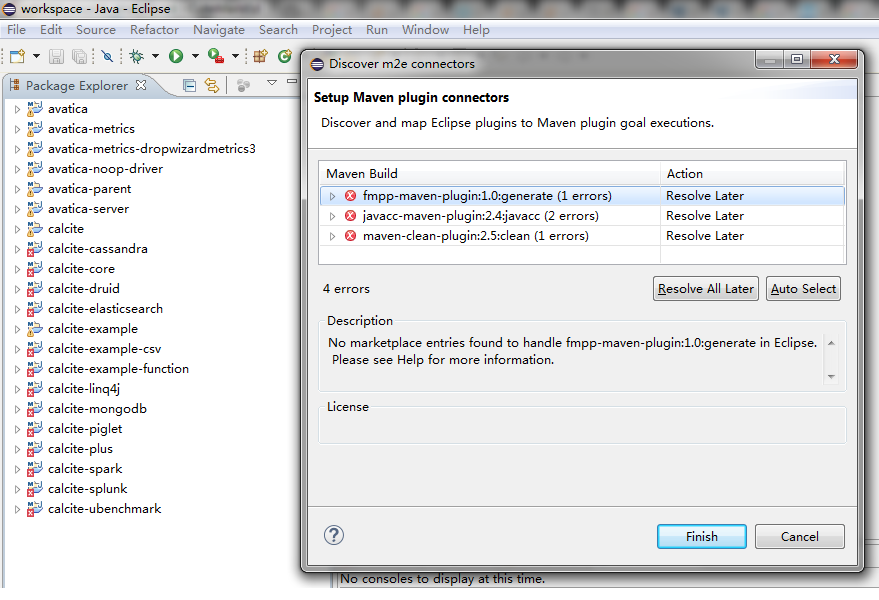 workspace - Java - Eclipse
File Edit Source Refactor Navigate Search Project Run Window Help
Package Explorer
avatica
avatica-metrics
avatica-metrics-dropwizardmetrics3
avatica-noop-driver
avatica-parent
avatica-server
calcite
calcite-cassandra
calcite-core
calcite-druid
calcite-elasticsearch
calcite-example
calcite-example-csv
calcite-example-function
calcite-linq4j
calcite-mongodb
calcite-piglet
calcite-plus
calcite-spark
calcite-splunk
calcite-ubenchmark
Discover m2e connectors
Setup Maven plugin connectors
Discover and map Eclipse plugins to Maven plugin goal executions.
Maven Build Action
fmpp-maven-plugin:1.0:generate (1 errors) Resolve Later
javacc-maven-plugin:2.4:javacc (2 errors) Resolve Later
maven-clean-plugin:2.5:clean (1 errors) Resolve Later
4 errors Resolve All Later Auto Select
Description
No marketplace entries found to handle fmpp-maven-plugin:1.0:generate in Eclipse.
Please see Help for more information.
License
Finish Cancel
No consoles to display at this time.